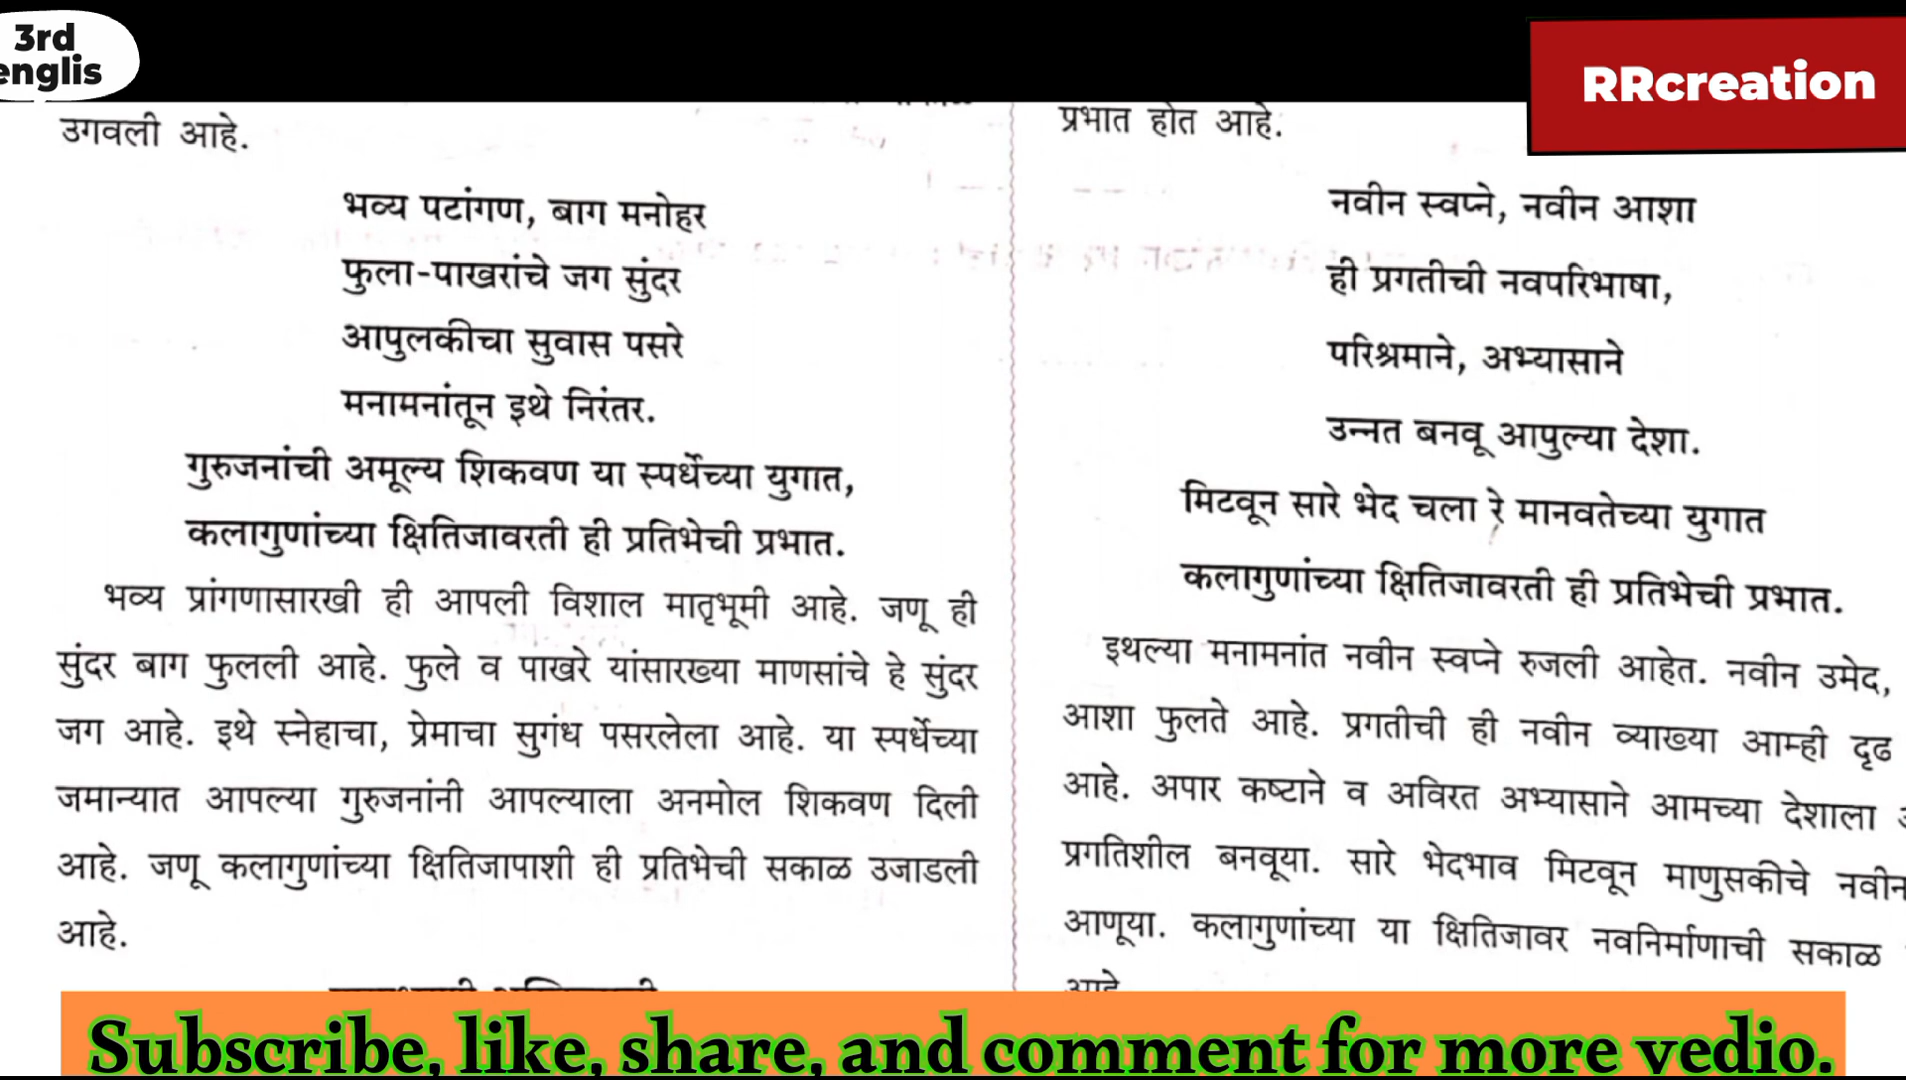 3rd
englis
RRcreation
उगवली आहे.
भव्य पटांगण, बाग मनोहर
फुला-पाखरांचे जग सुंदर
आपुलकीचा सुवास पसरे
मनामनांतून इथे निरंतर.
गुरुजनांची अमूल्य शिकवण या स्पर्धेच्या युगात,
कलागुणांच्या क्षितिजावरती ही प्रतिभेची प्रभात.
भव्य प्रांगणासारखी ही आपली विशाल मातृभूमी आहे. जणू ही
सुंदर बाग फुलली आहे. फुले व पाखरे यांसारख्या माणसांचे हे सुंदर
जग आहे. इथे स्नेहाचा, प्रेमाचा सुगंध पसरलेला आहे. या स्पर्धेच्या
जमान्यात आपल्या गुरुजनांनी आपल्याला अनमोल शिकवण दिली
आहे. जणू कलागुणांच्या क्षितिजापाशी ही प्रतिभेची सकाळ उजाडली
आहे.
प्रभात होत आहे.
नवीन स्वप्ने, नवीन आशा
ही प्रगतीची नवपरिभाषा,
परिश्रमाने, अभ्यासाने
उन्नत बनवू आपुल्या देशा.
मिटवून सारे भेद चला रे मानवतेच्या युगात
कलागुणांच्या क्षितिजावरती ही प्रतिभेची प्रभात.
इथल्या मनामनांत नवीन स्वप्ने रुजली आहेत. नवीन उमेद,
आशा फुलते आहे. प्रगतीची ही नवीन व्याख्या आम्ही दृढ
आहे. अपार कष्टाने व अविरत अभ्यासाने आमच्या देशाला
प्रगतिशील बनवूया. सारे भेदभाव मिटवून माणुसकीचे नवीन
आणूया. कलागुणांच्या या क्षितिजावर नवनिर्माणाची सकाळ
Subscribe, like, share, and comment for more vedio.